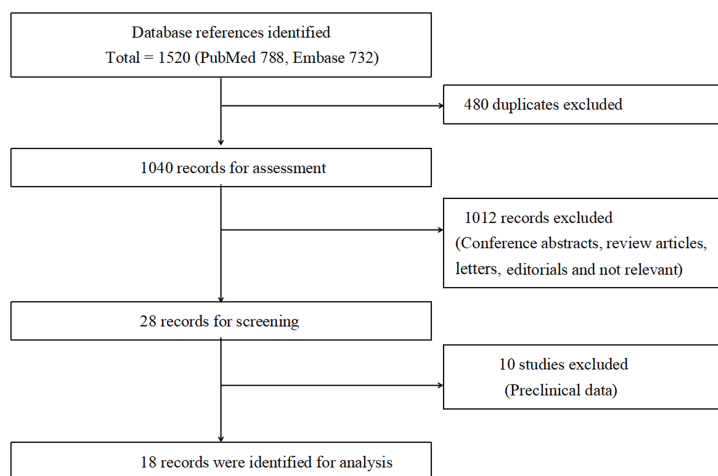 Database references identified
Total = 1520 (PubMed 788, Embase 732)
480 duplicates excluded
1040 records for assessment
1012 records excluded
(Conference abstracts, review articles,
letters, editorials and not relevant)
28 records for screening
10 studies excluded
(Preclinical data)
18 records were identified for analysis